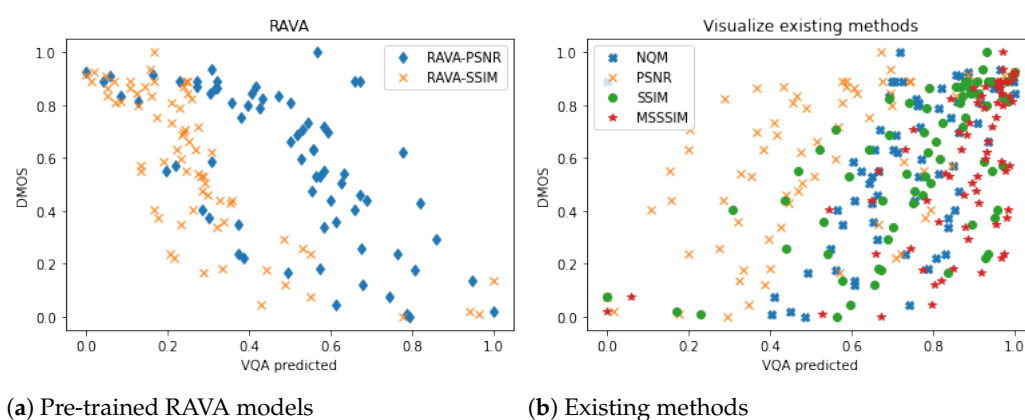 RAVA
DMOS
1.0
0.8
0.6
0.4
0.2
0.0
RAVA-PSNR
RAVA-SSIM
0.0 0.2 0.4 0.6 0.8 1.0
VQA predicted
(a) Pre-trained RAVA models
Visualize existing methods
DMOS
1.0
0.8
0.6
0.4
0.2
0.0
NQM
PSNR
SSIM
MSSSIM
0.0 0.2 0.4 0.6 0.8 1.0
VQA predicted
(b) Existing methods